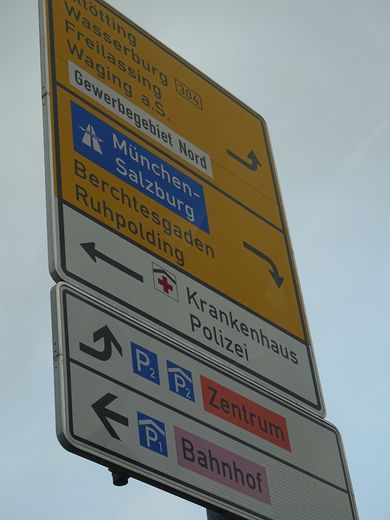 Wasserburg
Freilassing
Waging a.S.
304
Gewerbegebiet Nord
München-
Salzburg
Berchtesgaden
Ruhpolding
Krankenhaus
Polizei
P2 P2 Zentrum
P1 Bahnhof